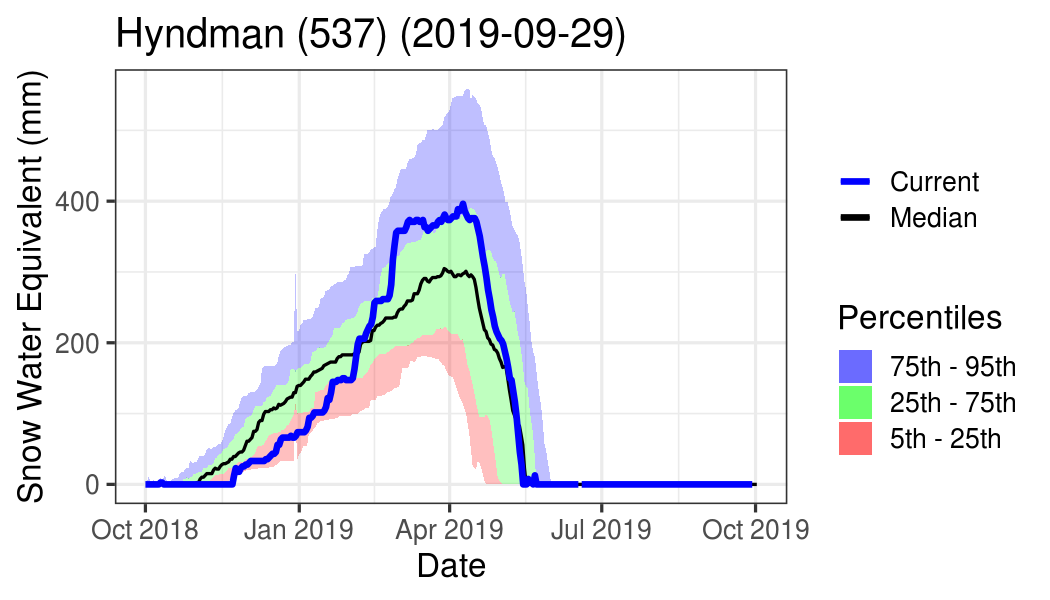 Hyndman (537) (2019-09-29)
Snow Water Equivalent (mm)
400
200
0
Oct 2018 Jan 2019 Apr 2019 Jul 2019 Oct 2019
Date
Current
Median
Percentiles
75th - 95th
25th - 75th
5th - 25th